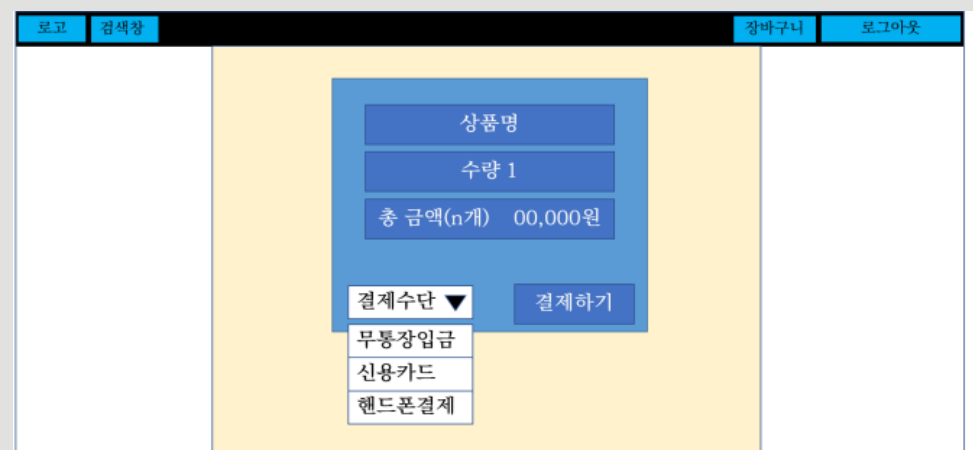 로고 검색창 장바구니 로그아웃
상품명
수량 1
총 금액(n개) 00,000원
결제수단 ▼ 결제하기
무통장입금
신용카드
핸드폰결제